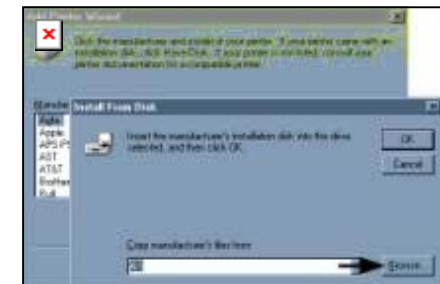 Add Printer Wizard
Click the manufacturer and model of your printer. If your printer came with an
installation disk, click Have Disk. If your printer is not listed, consult your
printer documentation for a compatible printer.
Install From Disk
Apple
AST
AT&T
Brother
Bull
Insert the manufacturer's installation disk into the drive
selected, and then click OK.
OK
Cancel
Copy manufacturer's files from:
Browse...